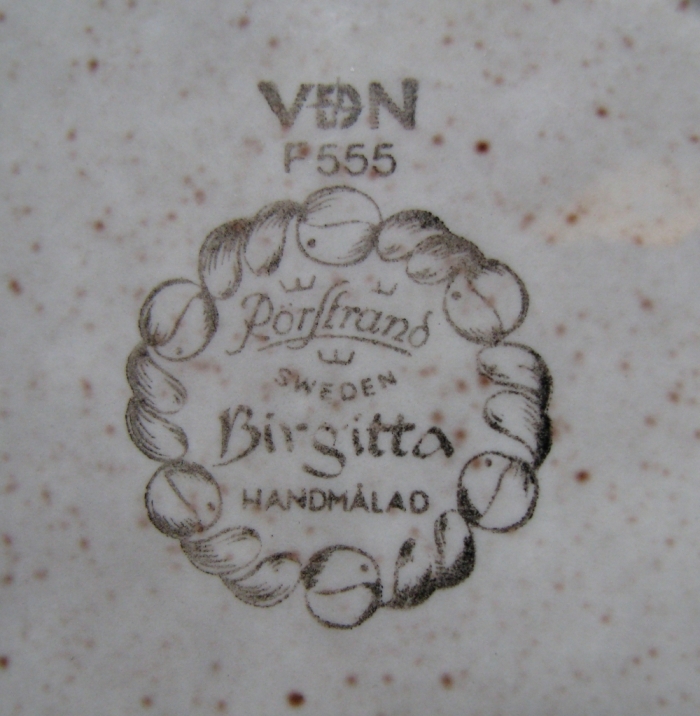 VDN
F555
Rörstrand
SWEDEN
Birgitta
HANDMÅLAD